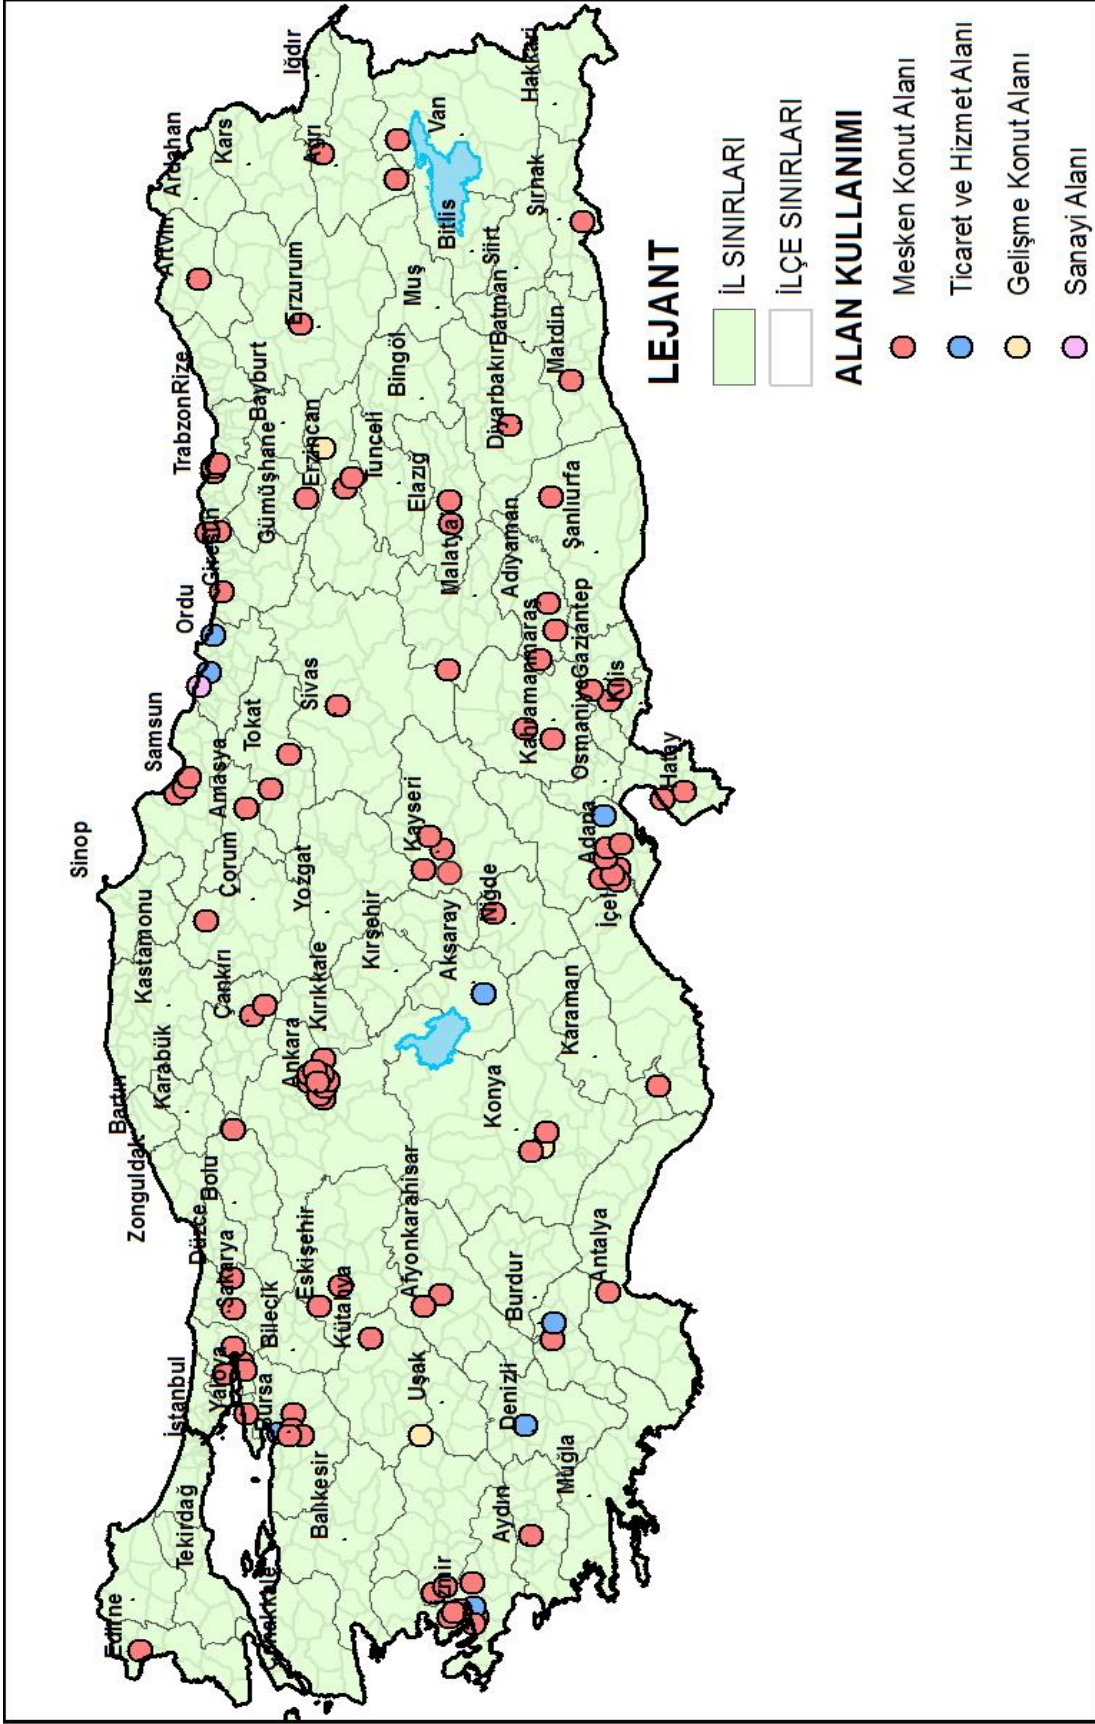 Sinop
Edirne
Tekirdağ
İstanbul
Zonguldak
Bartın
Karabük
Kastamonu
Samsun
Ordu
Giresun
Trabzon
Rize
Artvin
Ardahan
Kars
Iğdır
Çanakkale
Balıkesir
Bursa
Yalova
Bilecik
Sakarya
Düzce
Bolu
Çankırı
Çorum
Amasya
Tokat
Gümüşhane
Bayburt
Erzurum
Ağrı
Kütahya
Eskişehir
Ankara
Kırıkkale
Yozgat
Sivas
Erzincan
Tunceli
Bingöl
Muş
Bitlis
Van
İzmir
Uşak
Afyonkarahisar
Kırşehir
Kayseri
Malatya
Elazığ
Aydın
Denizli
Burdur
Konya
Aksaray
Niğde
Kahramanmaraş
Adıyaman
Diyarbakır
Batman
Siirt
Şırnak
Hakkari
Muğla
Antalya
Karaman
İçel
Adana
Osmaniye
Gaziantep
Kilis
Hatay
Şanlıurfa
Mardin
LEJANT
İL SINIRLARI
İLÇE SINIRLARI
ALAN KULLANIMI
Mesken Konut Alanı
Ticaret ve Hizmet Alanı
Gelişme Konut Alanı
Sanayi Alanı